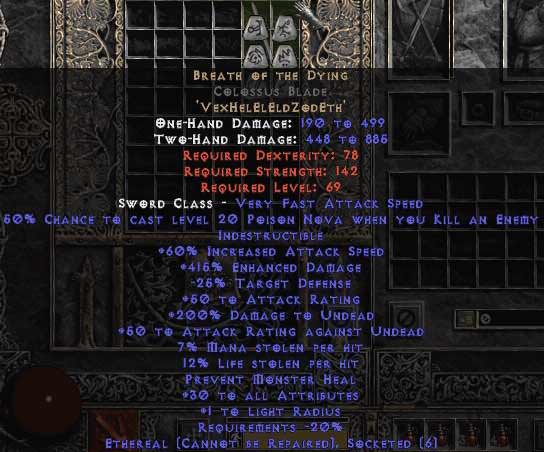 Breath of the Dying
Colossus Blade
'VexHelElEldZodEth'
One-Hand Damage: 190 to 499
Two-Hand Damage: 448 to 885
Required Dexterity: 78
Required Strength: 142
Required Level: 69
Sword Class - Very Fast Attack Speed
50% Chance to cast level 20 Poison Nova when you Kill an Enemy
Indestructible
+60% Increased Attack Speed
+415% Enhanced Damage
-25% Target Defense
+50 to Attack Rating
+200% Damage to Undead
+50 to Attack Rating against Undead
7% Mana stolen per hit
12% Life stolen per hit
Prevent Monster Heal
+30 to all Attributes
+1 to Light Radius
Requirements -20%
Ethereal (Cannot be Repaired), Socketed (6)